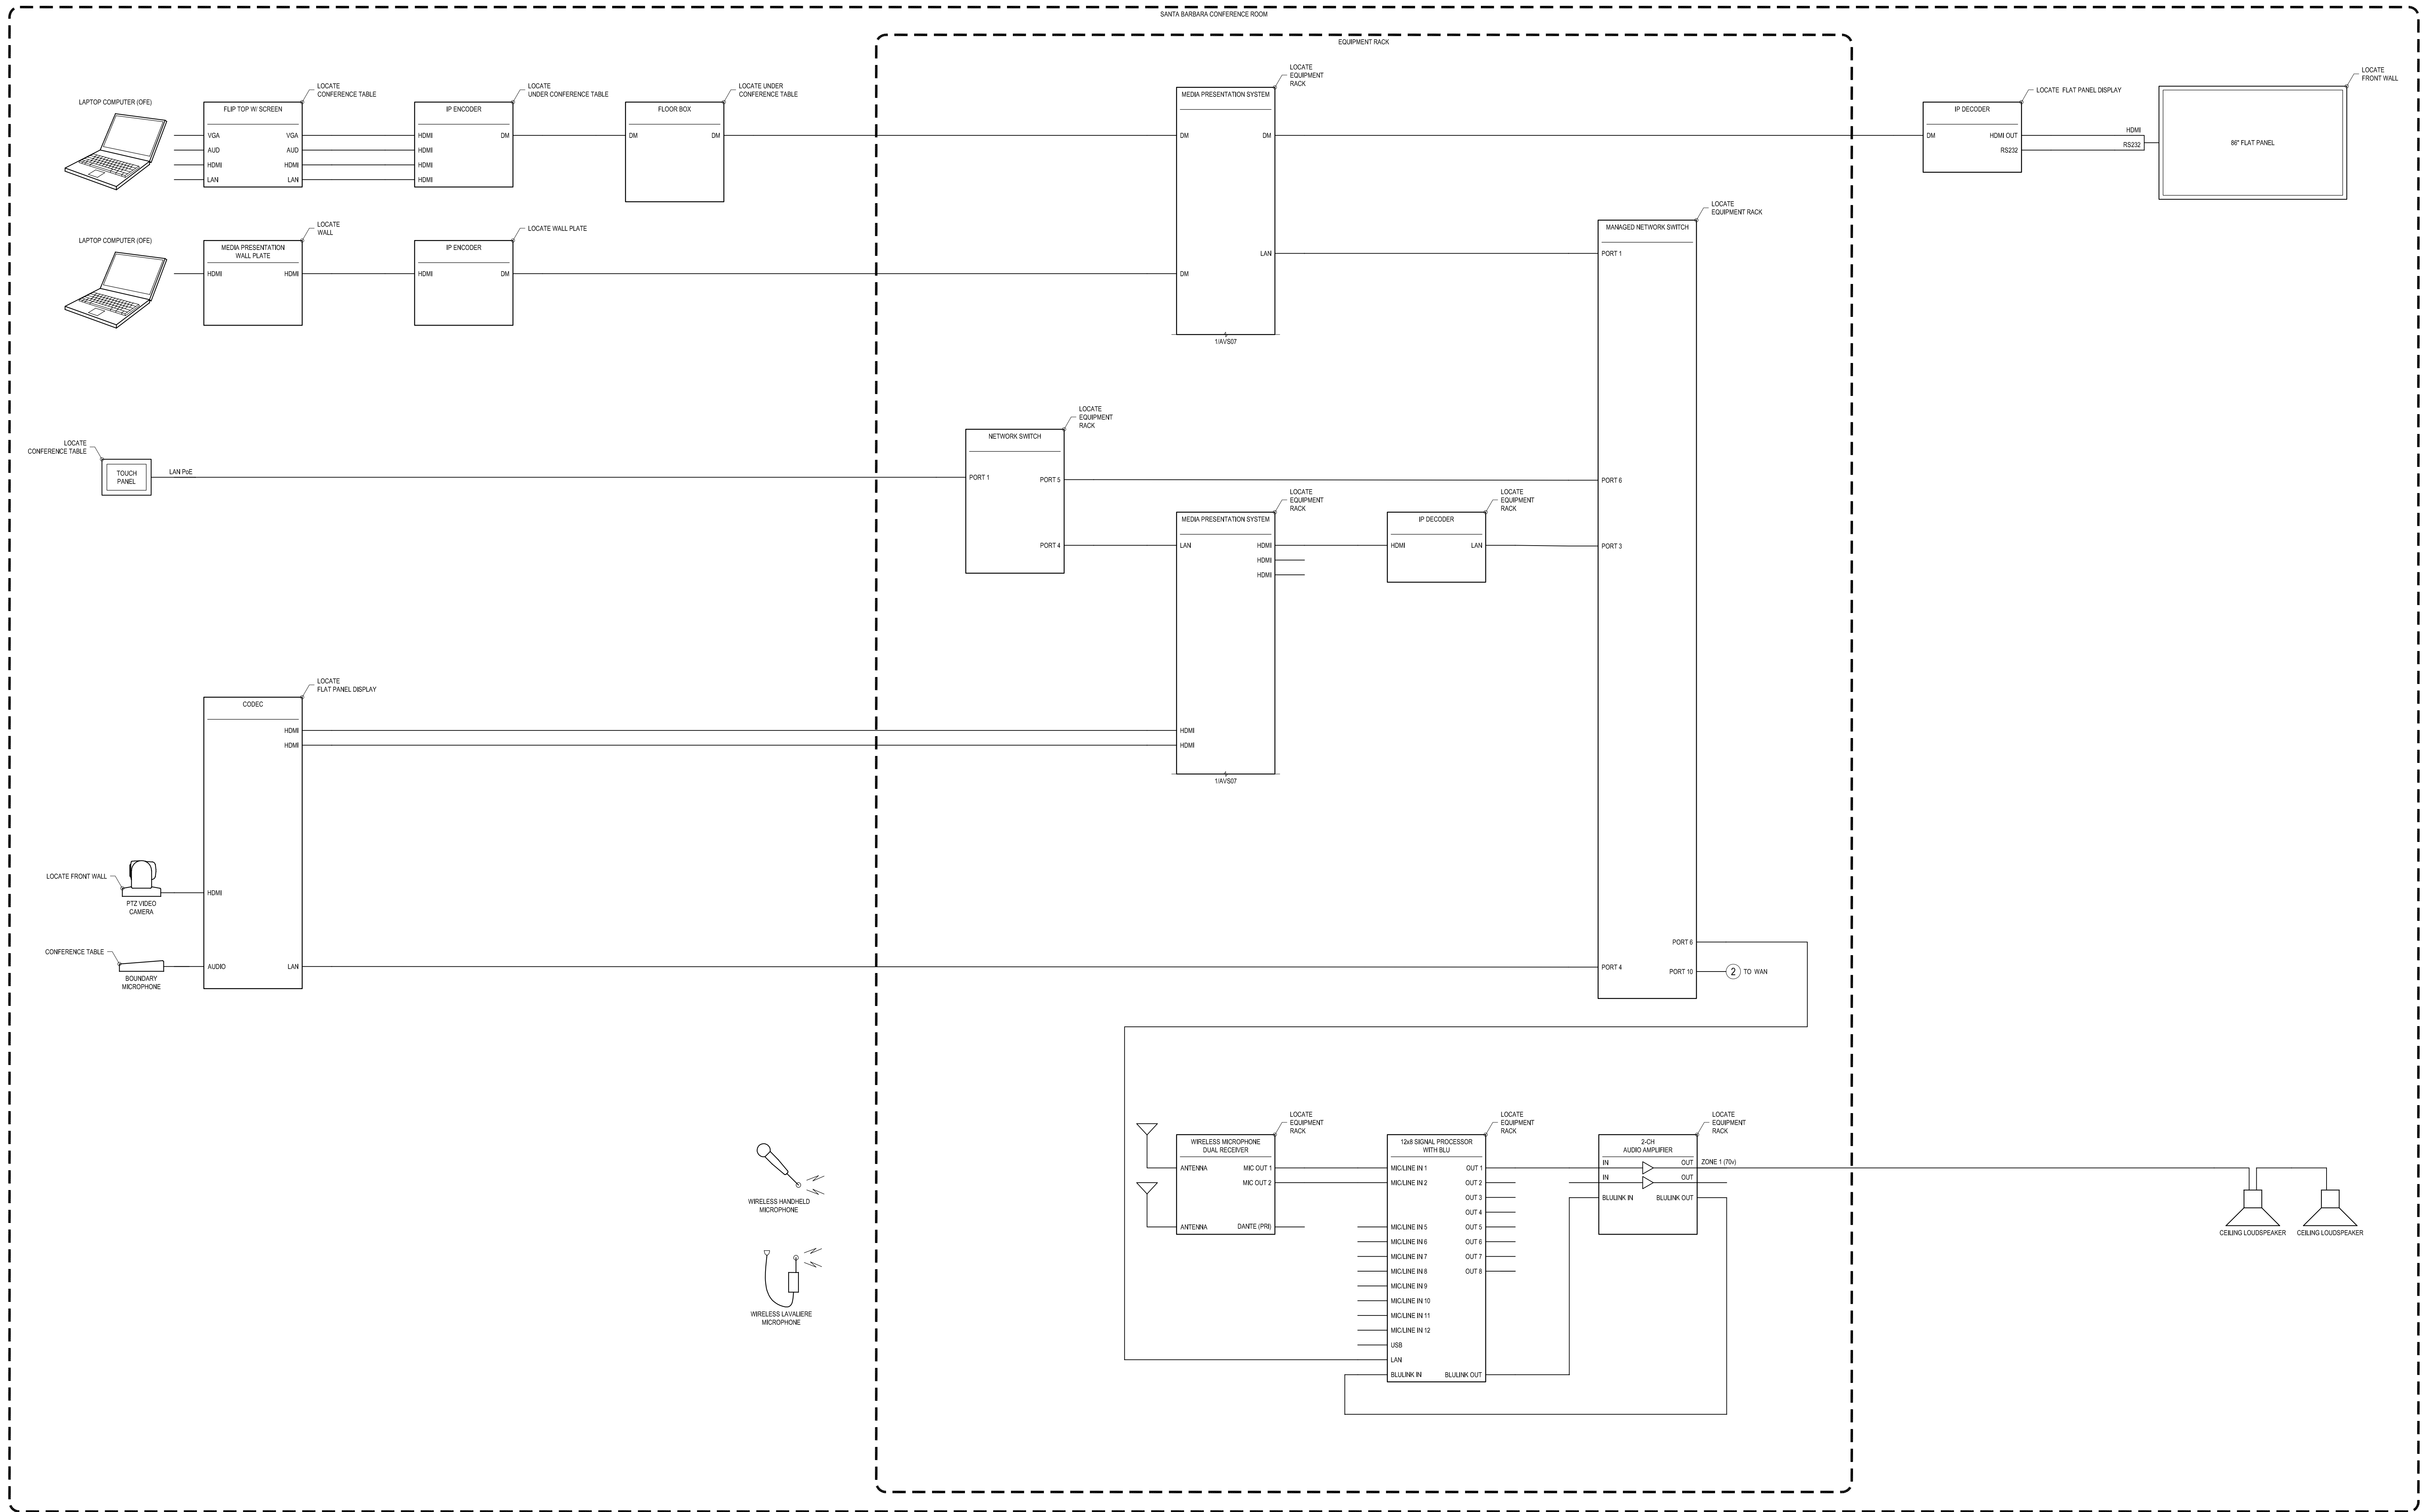 SANTA BARBARA CONFERENCE ROOM
EQUIPMENT RACK
LAPTOP COMPUTER (OFE)
LOCATE
CONFERENCE TABLE
FLIP TOP W/ SCREEN
VGA
AUD
HDMI
LAN
VGA
AUD
HDMI
LAN
LOCATE
UNDER CONFERENCE TABLE
IP ENCODER
HDMI
HDMI
HDMI
HDMI
DM
LOCATE UNDER
CONFERENCE TABLE
FLOOR BOX
DM
DM
LOCATE
EQUIPMENT
RACK
MEDIA PRESENTATION SYSTEM
DM
DM
LAN
DM
1/AVS07
LOCATE FLAT PANEL DISPLAY
IP DECODER
DM
HDMI OUT
RS232
HDMI
RS232
LOCATE
FRONT WALL
86" FLAT PANEL
LAPTOP COMPUTER (OFE)
LOCATE
WALL
MEDIA PRESENTATION
WALL PLATE
HDMI
HDMI
LOCATE WALL PLATE
IP ENCODER
HDMI
DM
LOCATE
EQUIPMENT RACK
MANAGED NETWORK SWITCH
PORT 1
PORT 6
PORT 3
PORT 4
PORT 6
PORT 10
2
TO WAN
LOCATE
CONFERENCE TABLE
TOUCH
PANEL
LAN PoE
LOCATE
EQUIPMENT
RACK
NETWORK SWITCH
PORT 1
PORT 5
PORT 4
LOCATE
EQUIPMENT
RACK
MEDIA PRESENTATION SYSTEM
LAN
HDMI
HDMI
HDMI
HDMI
HDMI
1/AVS07
LOCATE
EQUIPMENT
RACK
IP DECODER
HDMI
LAN
LOCATE
FLAT PANEL DISPLAY
CODEC
HDMI
HDMI
HDMI
AUDIO
LAN
LOCATE FRONT WALL
PTZ VIDEO
CAMERA
CONFERENCE TABLE
BOUNDARY
MICROPHONE
WIRELESS HANDHELD
MICROPHONE
WIRELESS LAVALIERE
MICROPHONE
LOCATE
EQUIPMENT
RACK
WIRELESS MICROPHONE
DUAL RECEIVER
ANTENNA
MIC OUT 1
MIC OUT 2
ANTENNA
DANTE (PRI)
LOCATE
EQUIPMENT
RACK
12x8 SIGNAL PROCESSOR
WITH BLU
MIC/LINE IN 1
MIC/LINE IN 2
MIC/LINE IN 5
MIC/LINE IN 6
MIC/LINE IN 7
MIC/LINE IN 8
MIC/LINE IN 9
MIC/LINE IN 10
MIC/LINE IN 11
MIC/LINE IN 12
USB
LAN
BLULINK IN
OUT 1
OUT 2
OUT 3
OUT 4
OUT 5
OUT 6
OUT 7
OUT 8
BLULINK OUT
LOCATE
EQUIPMENT
RACK
2-CH
AUDIO AMPLIFIER
IN
OUT
IN
OUT
BLULINK IN
BLULINK OUT
ZONE 1 (70v)
CEILING LOUDSPEAKER
CEILING LOUDSPEAKER